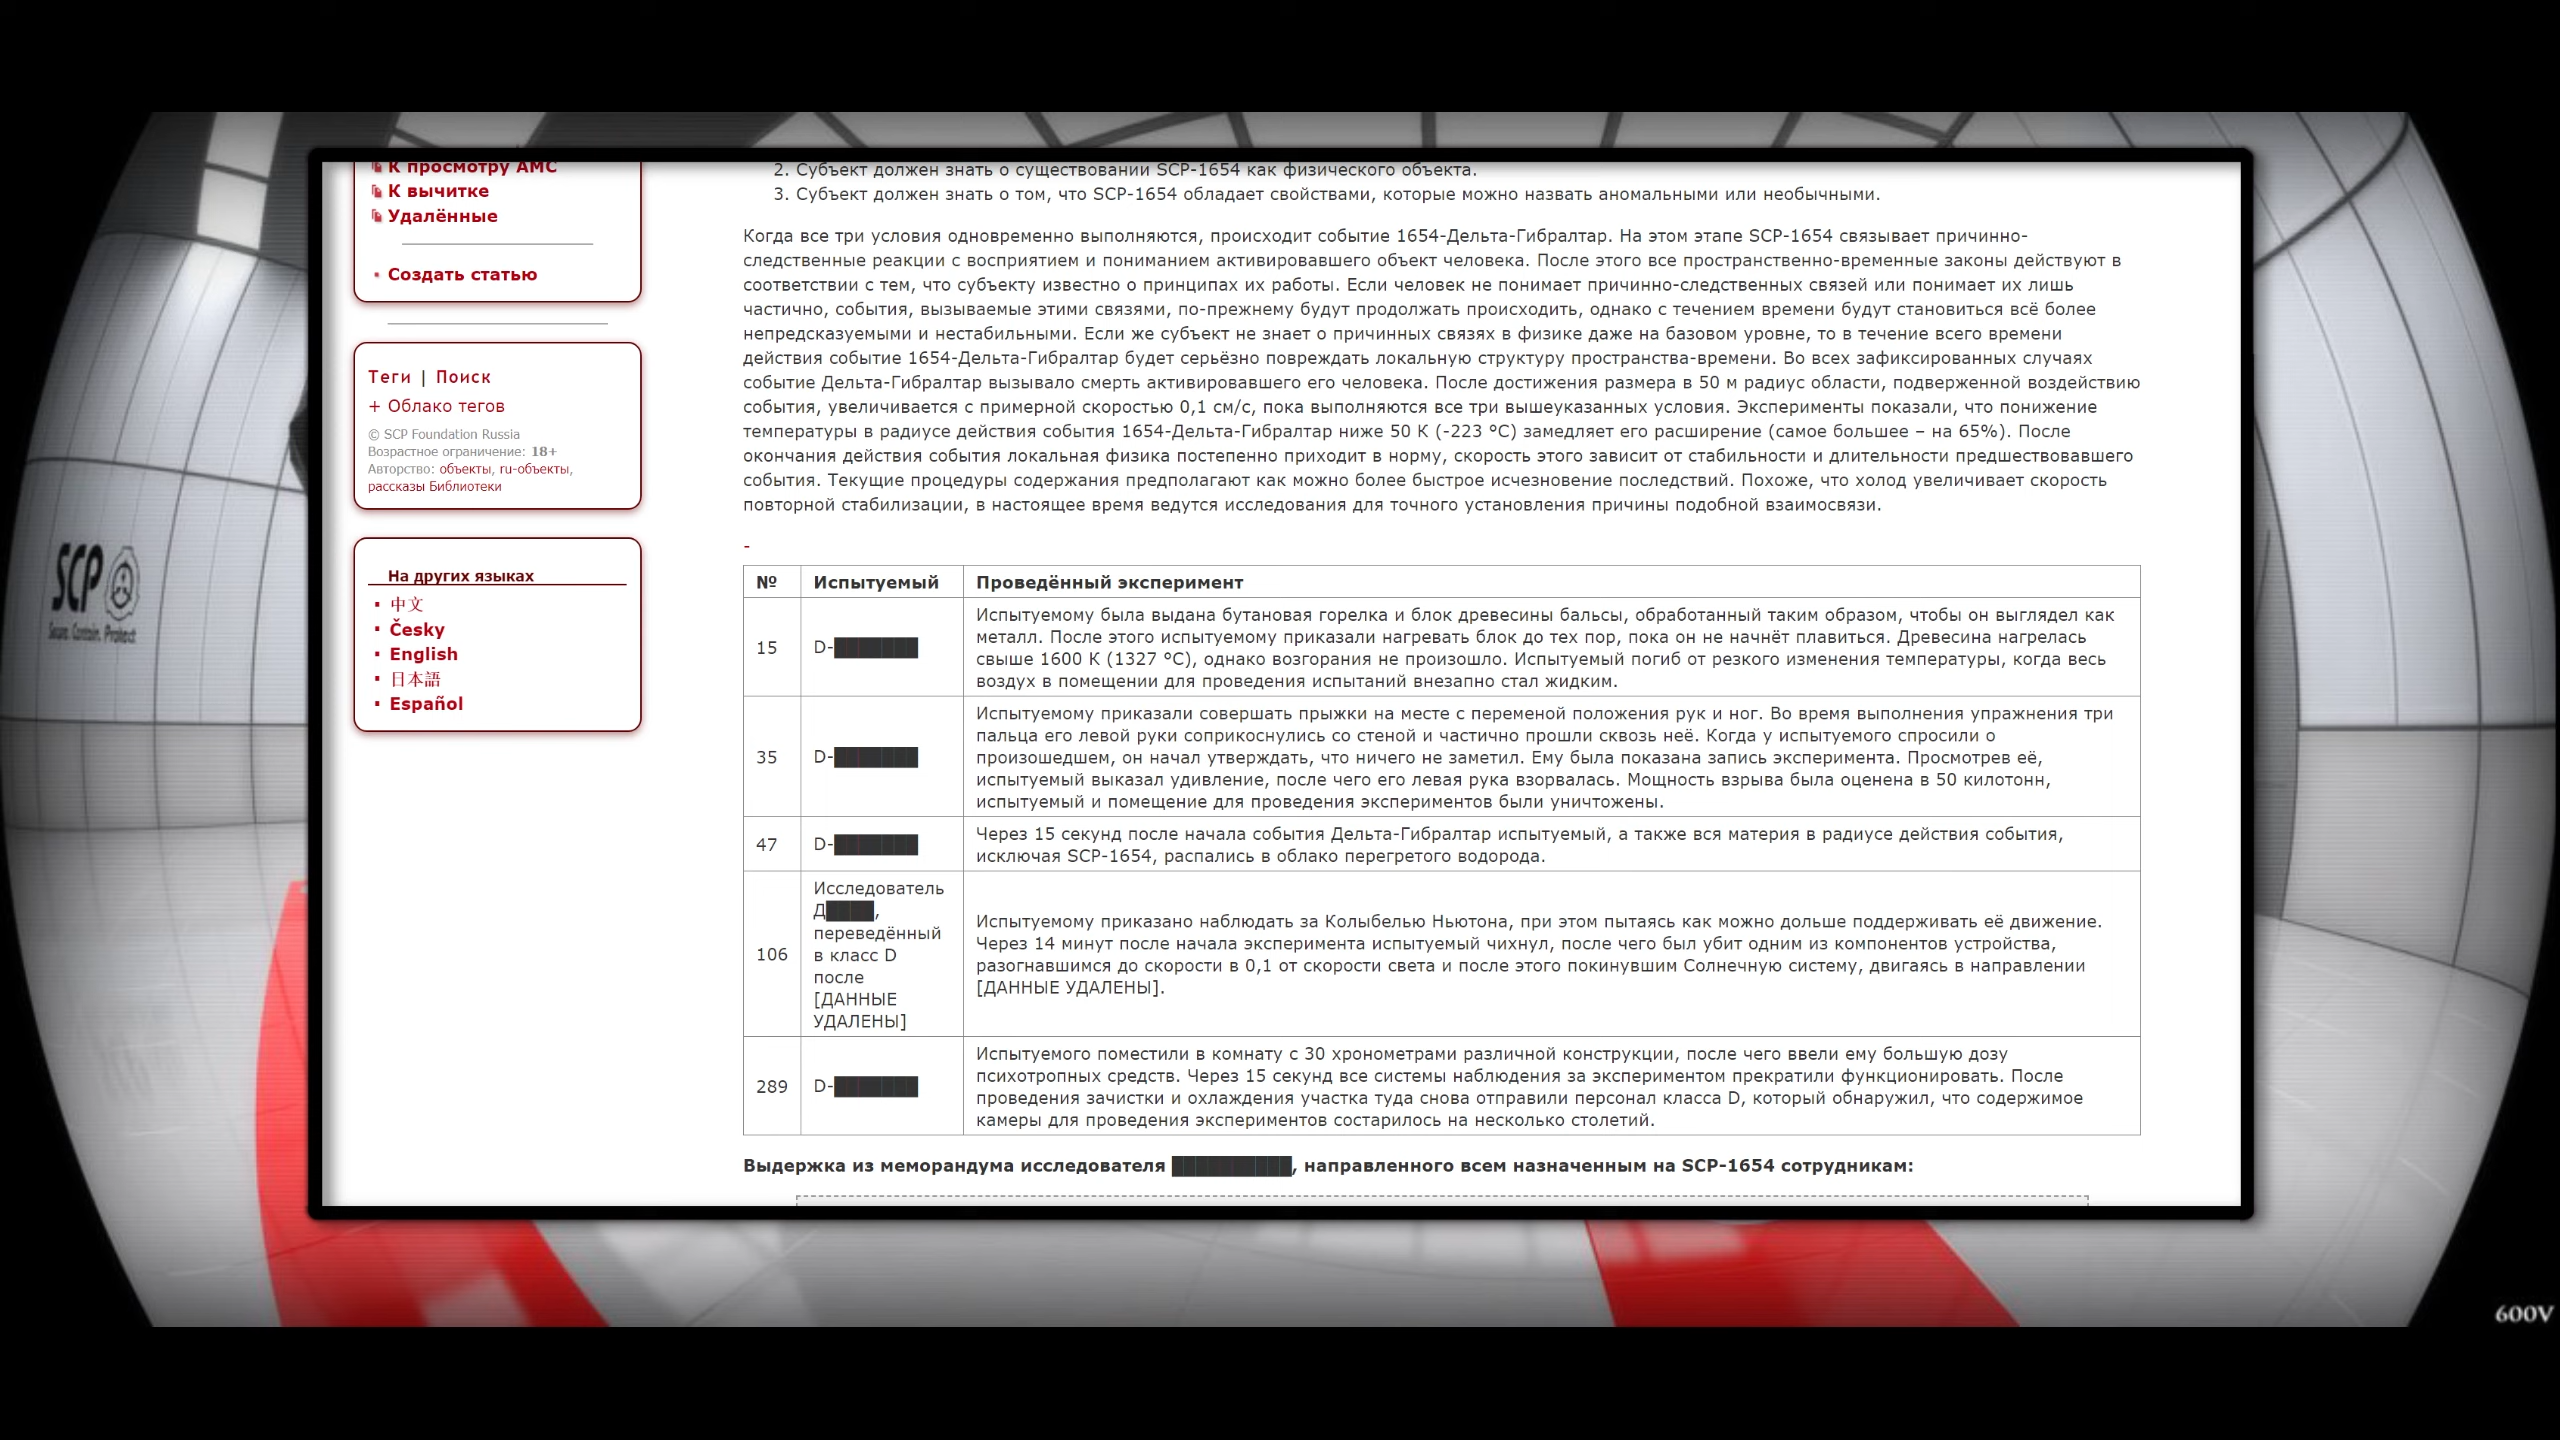 К просмотру АМС
К вычитке
Удалённые
Создать статью
Теги | Поиск
+ Облако тегов
© SCP Foundation Russia
Возрастное ограничение: 18+
Авторство: объекты, ru-объекты,
рассказы Библиотеки
На других языках
中文
Česky
English
日本語
Español
2. Субъект должен знать о существовании SCP-1654 как физического объекта.
3. Субъект должен знать о том, что SCP-1654 обладает свойствами, которые можно назвать аномальными или необычными.
Когда все три условия одновременно выполняются, происходит событие 1654-Дельта-Гибралтар. На этом этапе SCP-1654 связывает причинно-
следственные реакции с восприятием и пониманием активировавшего объект человека. После этого все пространственно-временные законы действуют в
соответствии с тем, что субъекту известно о принципах их работы. Если человек не понимает причинно-следственных связей или понимает их лишь
частично, события, вызываемые этими связями, по-прежнему будут продолжать происходить, однако с течением времени будут становиться всё более
непредсказуемыми и нестабильными. Если же субъект не знает о причинных связях в физике даже на базовом уровне, то в течение всего времени
действия событие 1654-Дельта-Гибралтар будет серьёзно повреждать локальную структуру пространства-времени. Во всех зафиксированных случаях
событие Дельта-Гибралтар вызывало смерть активировавшего его человека. После достижения размера в 50 м радиус области, подверженной воздействию
события, увеличивается с примерной скоростью 0,1 см/с, пока выполняются все три вышеуказанных условия. Эксперименты показали, что понижение
температуры в радиусе действия события 1654-Дельта-Гибралтар ниже 50 К (-223 °C) замедляет его расширение (самое большее – на 65%). После
окончания действия события локальная физика постепенно приходит в норму, скорость этого зависит от стабильности и длительности предшествовавшего
события. Текущие процедуры содержания предполагают как можно более быстрое исчезновение последствий. Похоже, что холод увеличивает скорость
повторной стабилизации, в настоящее время ведутся исследования для точного установления причины подобной взаимосвязи.
-
№ Испытуемый Проведённый эксперимент
15 D-███████ Испытуемому была выдана бутановая горелка и блок древесины бальсы, обработанный таким образом, чтобы он выглядел как
металл. После этого испытуемому приказали нагревать блок до тех пор, пока он не начнёт плавиться. Древесина нагрелась
свыше 1600 К (1327 °C), однако возгорания не произошло. Испытуемый погиб от резкого изменения температуры, когда весь
воздух в помещении для проведения испытаний внезапно стал жидким.
35 D-███████ Испытуемому приказали совершать прыжки на месте с переменой положения рук и ног. Во время выполнения упражнения три
пальца его левой руки соприкоснулись со стеной и частично прошли сквозь неё. Когда у испытуемого спросили о
произошедшем, он начал утверждать, что ничего не заметил. Ему была показана запись эксперимента. Просмотрев её,
испытуемый выказал удивление, после чего его левая рука взорвалась. Мощность взрыва была оценена в 50 килотонн,
испытуемый и помещение для проведения экспериментов были уничтожены.
47 D-███████ Через 15 секунд после начала события Дельта-Гибралтар испытуемый, а также вся материя в радиусе действия события,
исключая SCP-1654, распались в облако перегретого водорода.
106
Исследователь
Д████,
переведённый
в класс D
после
[ДАННЫЕ
УДАЛЕНЫ]
Испытуемому приказано наблюдать за Колыбелью Ньютона, при этом пытаясь как можно дольше поддерживать её движение.
Через 14 минут после начала эксперимента испытуемый чихнул, после чего был убит одним из компонентов устройства,
разогнавшимся до скорости в 0,1 от скорости света и после этого покинувшим Солнечную систему, двигаясь в направлении
[ДАННЫЕ УДАЛЕНЫ].
289 D-███████ Испытуемого поместили в комнату с 30 хронометрами различной конструкции, после чего ввели ему большую дозу
психотропных средств. Через 15 секунд все системы наблюдения за экспериментом прекратили функционировать. После
проведения зачистки и охлаждения участка туда снова отправили персонал класса D, который обнаружил, что содержимое
камеры для проведения экспериментов состарилось на несколько столетий.
Выдержка из меморандума исследователя ██████████, направленного всем назначенным на SCP-1654 сотрудникам:
SCP
Secure. Contain. Protect
600V